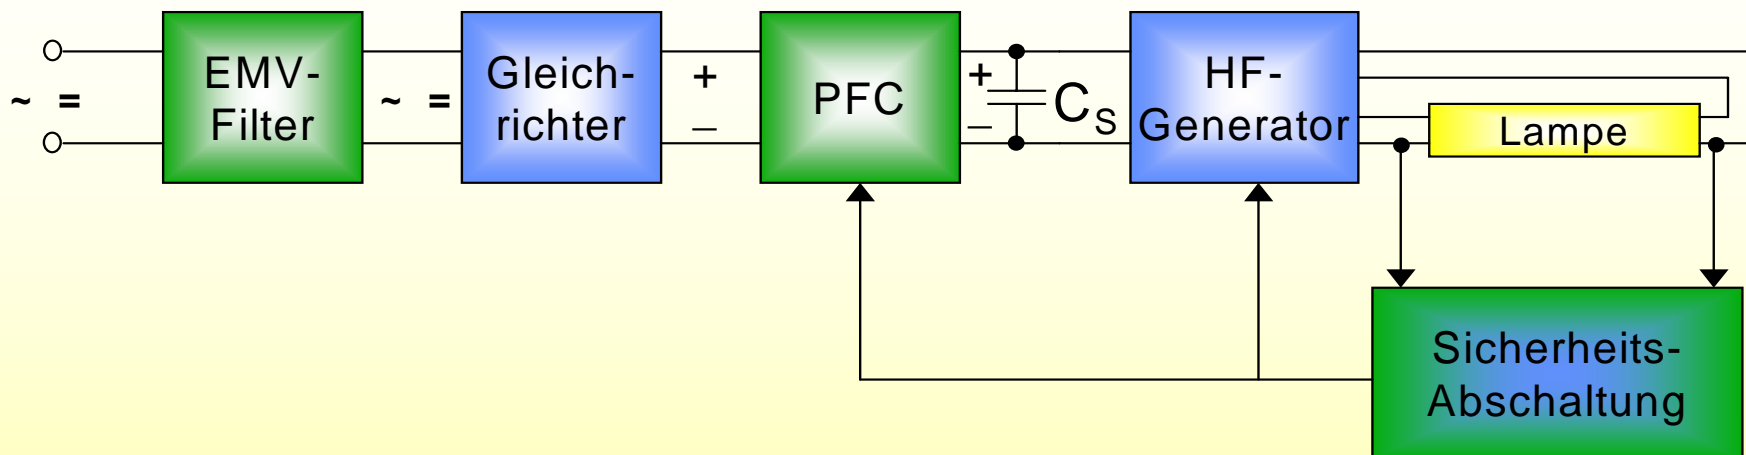 ~ =
EMV-
Filter
~ =
Gleich-
richter
+
–
PFC
+
–
CS
HF-
Generator
Lampe
Sicherheits-
Abschaltung